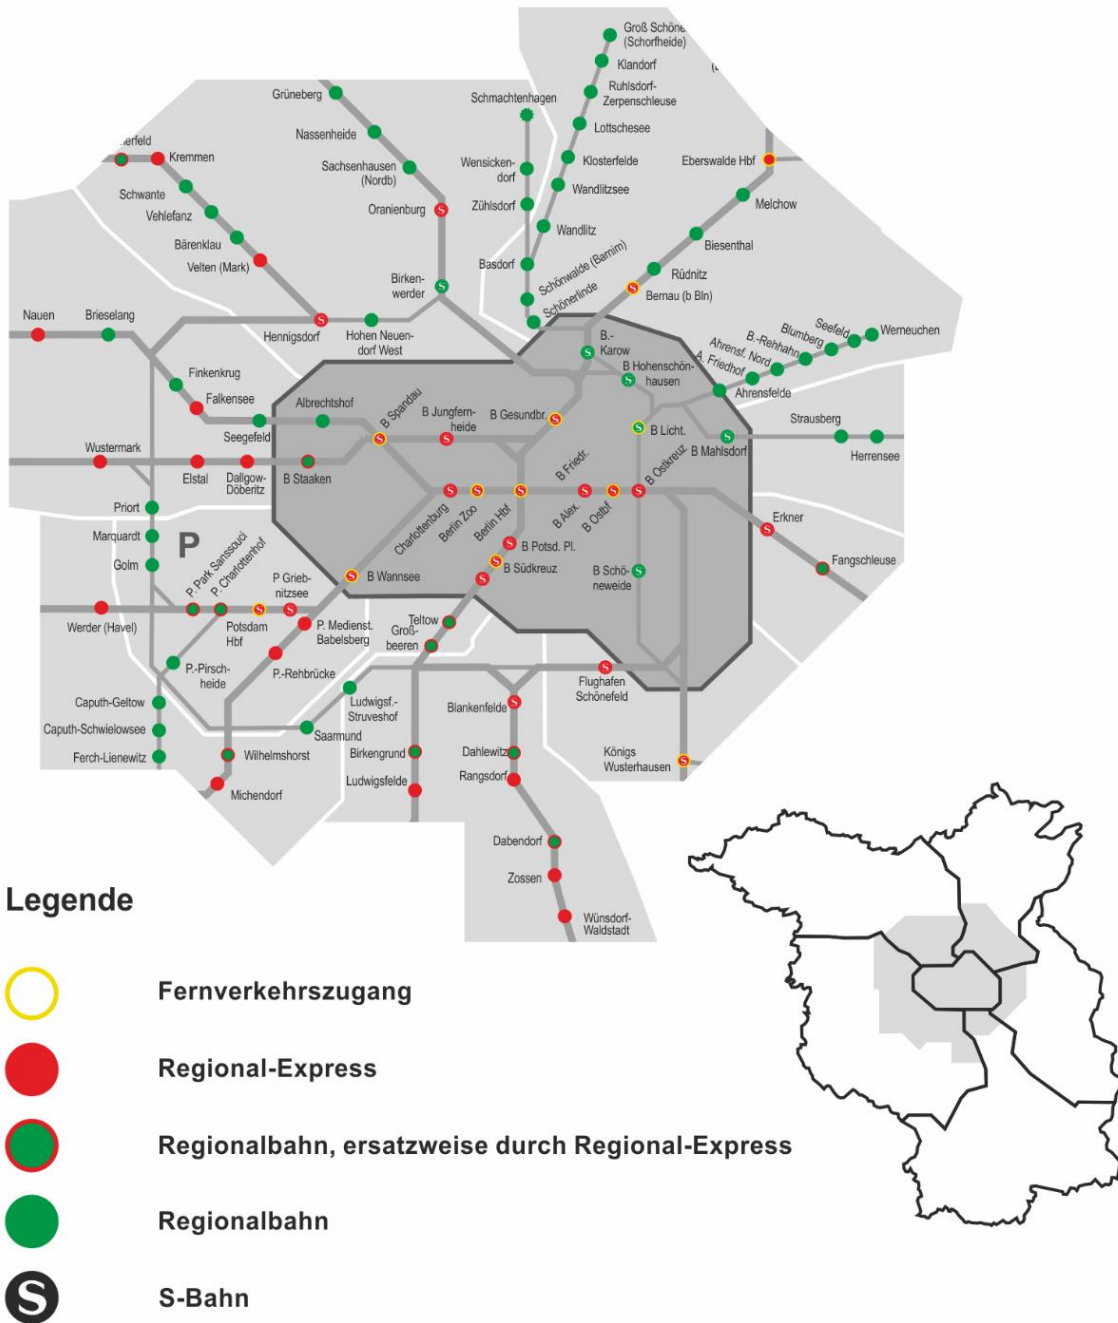 Groß Schöne
(Schorfheide)
Klandorf
Ruhlsdorf-
Zerpenschleuse
Lottschesee
Klosterfelde
Wandlitzsee
Wandlitz
Schmachtenhagen
Wensicken-
dorf
Zühlsdorf
Basdorf
Schönwalde (Barnim)
Schönerlinde
Grüneberg
Nassenheide
Sachsenhausen
(Nordb)
Oranienburg
Birken-
werder
erfeld
Kremmen
Schwante
Vehlefanz
Bärenklau
Velten (Mark)
Hennigsdorf
Hohen Neuen-
dorf West
Eberswalde Hbf
Melchow
Biesenthal
Rüdnitz
Bernau (b Bln)
Nauen
Brieselang
Finkenkrug
Falkensee
Seegefeld
Albrechtshof
B Spandau
B Jungfern-
heide
B Gesundbr.
B.-
Karow
B Hohenschön-
hausen
Ahrensfelde
A. Friedhof
Ahrensf. Nord
B.-Rehhahn
Blumberg
Seefeld
Werneuchen
Strausberg
Herrensee
B Mahlsdorf
B Licht.
Wustermark
Elstal
Dallgow-
Döberitz
B Staaken
Charlottenburg
Berlin Zoo
Berlin Hbf
B Friedr.
B Alex.
B Ostbf
B Ostkreuz
Erkner
Fangschleuse
Priort
Marquardt
Golm
P
P. Park Sanssouci
P. Charlottenhof
P Grieb-
nitzsee
B Wannsee
B Potsd. Pl.
B Südkreuz
B Schö-
neweide
Werder (Havel)
Potsdam
Hbf
P. Medienst.
Babelsberg
P.-Rehbrücke
P.-Pirsch-
heide
Teltow
Groß-
beeren
Caputh-Geltow
Caputh-Schwielowsee
Ferch-Lienewitz
Wilhelmshorst
Michendorf
Saarmund
Ludwigsf.-
Struveshof
Birkengrund
Ludwigsfelde
Blankenfelde
Dahlewitz
Rangsdorf
Dabendorf
Zossen
Wünsdorf-
Waldstadt
Flughafen
Schönefeld
Königs
Wusterhausen
Legende
Fernverkehrszugang
Regional-Express
Regionalbahn, ersatzweise durch Regional-Express
Regionalbahn
S
S-Bahn